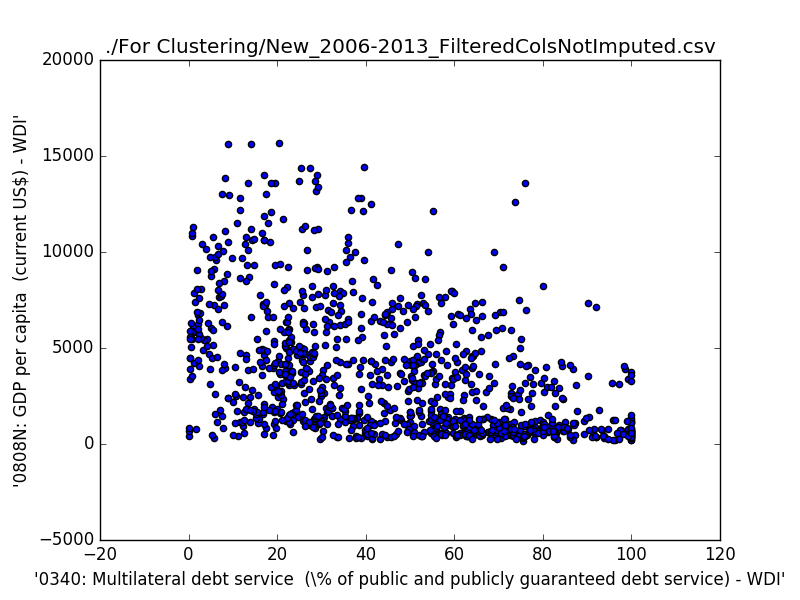 ./For Clustering/New_2006-2013_FilteredColsNotImputed.csv
20000
15000
10000
5000
0
−5000
'0808N: GDP per capita  (current US$) - WDI'
−20 0 20 40 60 80 100 120
'0340: Multilateral debt service  (\% of public and publicly guaranteed debt service) - WDI'